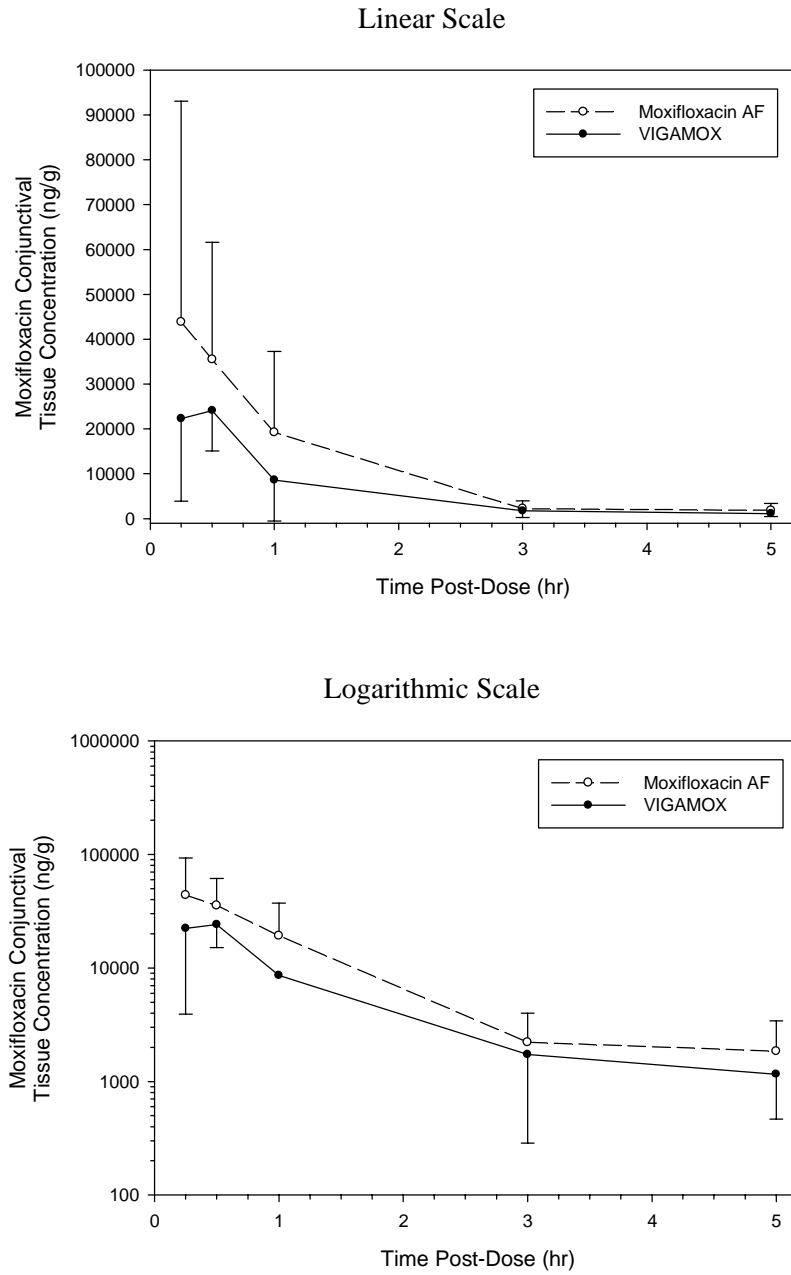 Linear Scale
Moxifloxacin Conjunctival
Tissue Concentration (ng/g)
100000
90000
80000
70000
60000
50000
40000
30000
20000
10000
0
Moxifloxacin AF
VIGAMOX
0 1 2 3 4 5
Time Post-Dose (hr)
Logarithmic Scale
Moxifloxacin Conjunctival
Tissue Concentration (ng/g)
1000000
100000
10000
1000
100
Moxifloxacin AF
VIGAMOX
0 1 2 3 4 5
Time Post-Dose (hr)